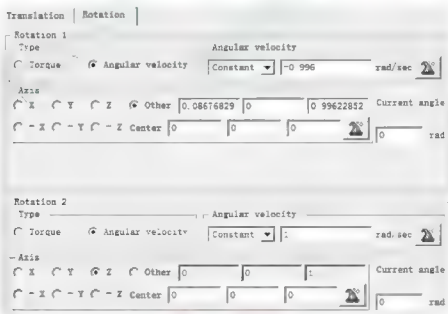 Translation Rotation
Rotation 1
Type Angular velocity
Torque Angular velocity Constant -0 996 rad/sec
Axis
X Y Z Other 0.08676829 0 0 99622852 Current angle
-X -Y -Z Center 0 0 0 0 rad
Rotation 2
Type Angular velocity
Torque Angular velocity Constant 1 rad/sec
Axis
X Y Z Other 0 0 1 Current angle
-X -Y -Z Center 0 0 0 0 rad